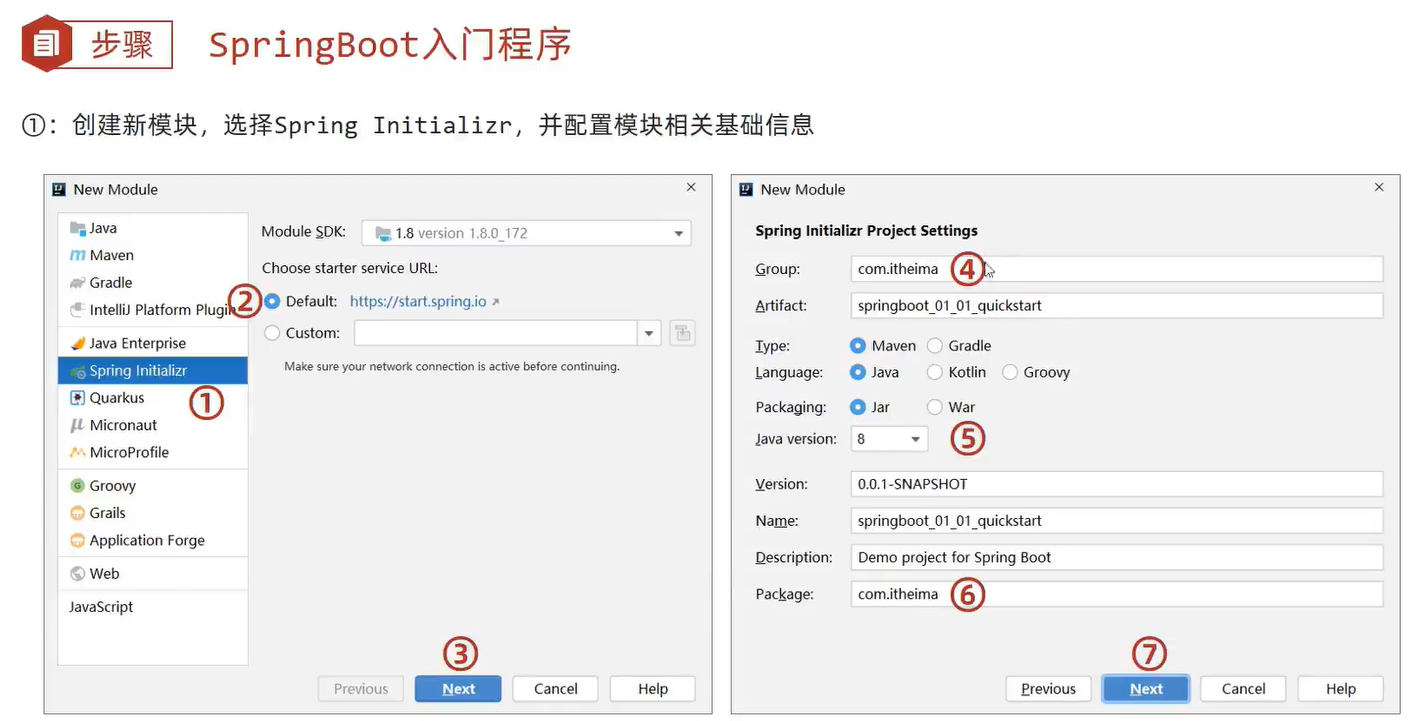 步骤
SpringBoot入门程序
①：创建新模块，选择Spring Initializr，并配置模块相关基础信息
New Module
Java
Maven
Gradle
IntelliJ Platform Plugin
Java Enterprise
Spring Initializr
①
Quarkus
Micronaut
MicroProfile
Groovy
Grails
Application Forge
Web
JavaScript
Module SDK: 1.8 version 1.8.0_172
Choose starter service URL:
② Default: https://start.spring.io
Custom:
Make sure your network connection is active before continuing.
③
Previous Next Cancel Help
New Module
Spring Initializr Project Settings
Group: com.itheima ④
Artifact: springboot_01_01_quickstart
Type: Maven Gradle
Language: Java Kotlin Groovy
Packaging: Jar War
Java version: 8 ⑤
Version: 0.0.1-SNAPSHOT
Name: springboot_01_01_quickstart
Description: Demo project for Spring Boot
Package: com.itheima ⑥
⑦
Previous Next Cancel Help